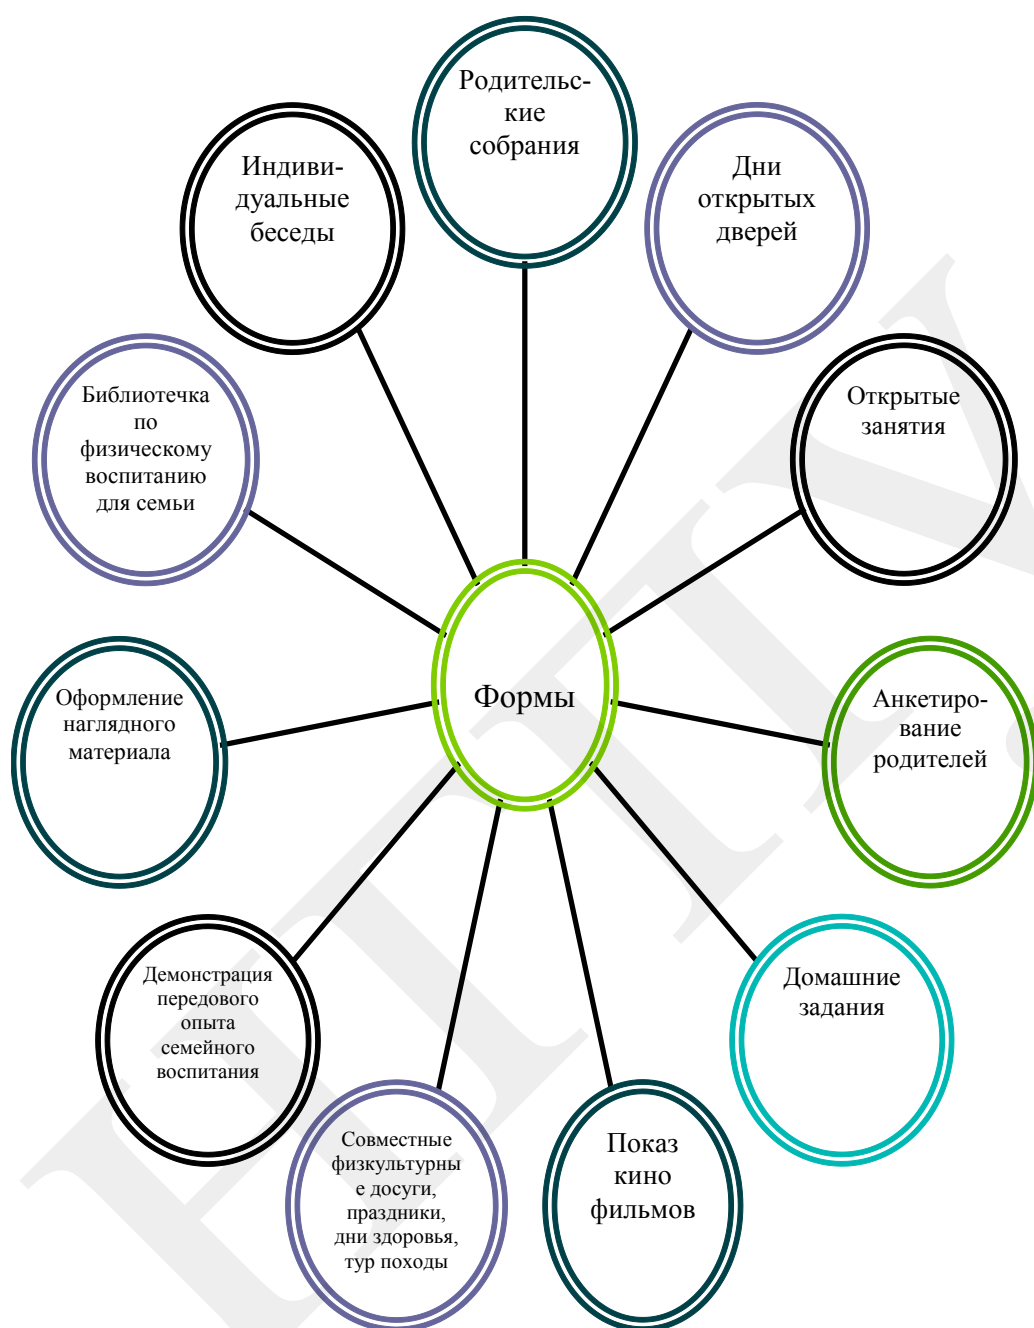 Родительс-
кие
собрания
Дни
открытых
дверей
Открытые
занятия
Анкетиро-
вание
родителей
Домашние
задания
Показ
кино
фильмов
Совместные
физкультурны
е досуги,
праздники,
дни здоровья,
тур походы
Демонстрация
передового
опыта
семейного
воспитания
Оформление
наглядного
материала
Библиотечка
по
физическому
воспитанию
для семьи
Индиви-
дуальные
беседы
Формы